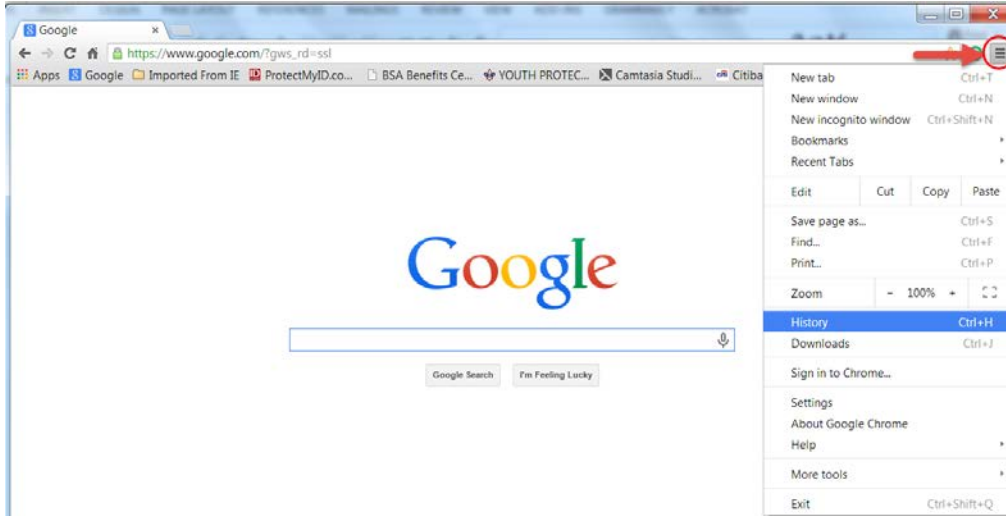 Google
https://www.google.com/?gws_rd=ssl
Apps Google Imported From IE ProtectMyID.co... BSA Benefits Ce... YOUTH PROTEC... Camtasia Studi... Citiba
New tab Ctrl+T
New window Ctrl+N
New incognito window Ctrl+Shift+N
Bookmarks
Recent Tabs
Edit Cut Copy Paste
Save page as... Ctrl+S
Find... Ctrl+F
Print... Ctrl+P
Zoom - 100% +
History Ctrl+H
Downloads Ctrl+J
Sign in to Chrome...
Settings
About Google Chrome
Help
More tools
Exit Ctrl+Shift+Q
Google
Google Search I'm Feeling Lucky